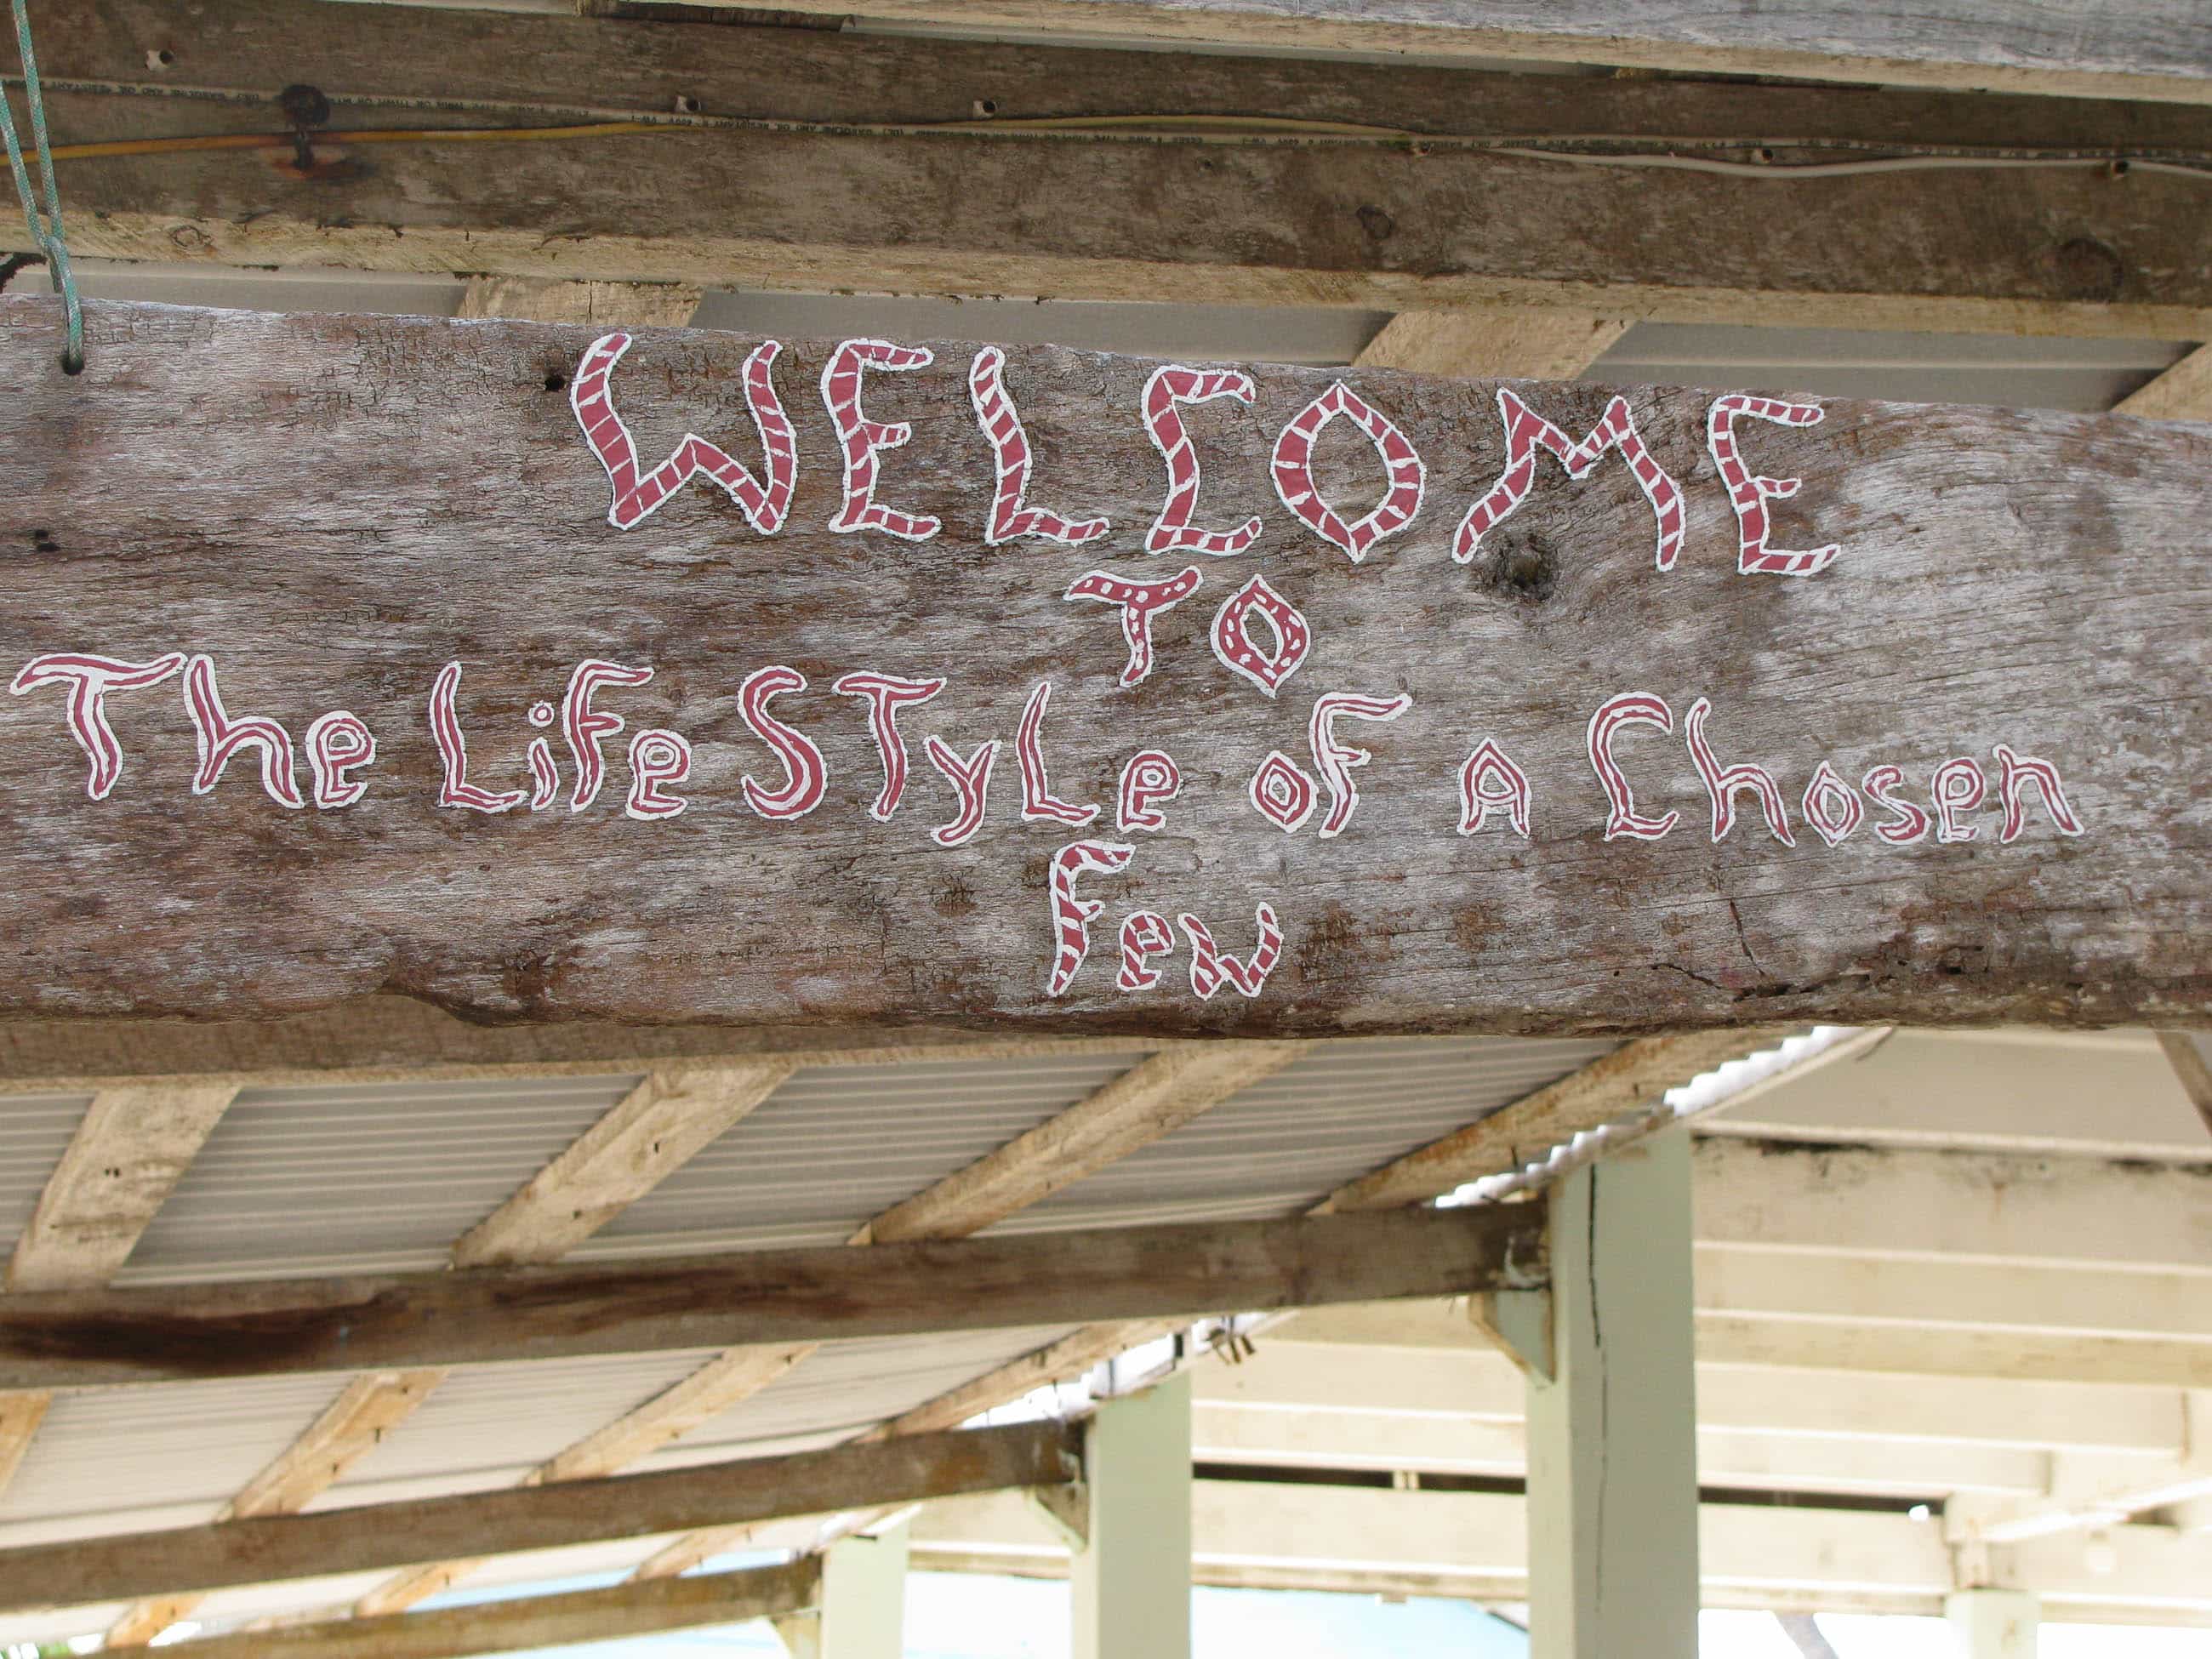 WELCOME
TO
The LiFe STyLe oF A Chosen
Few